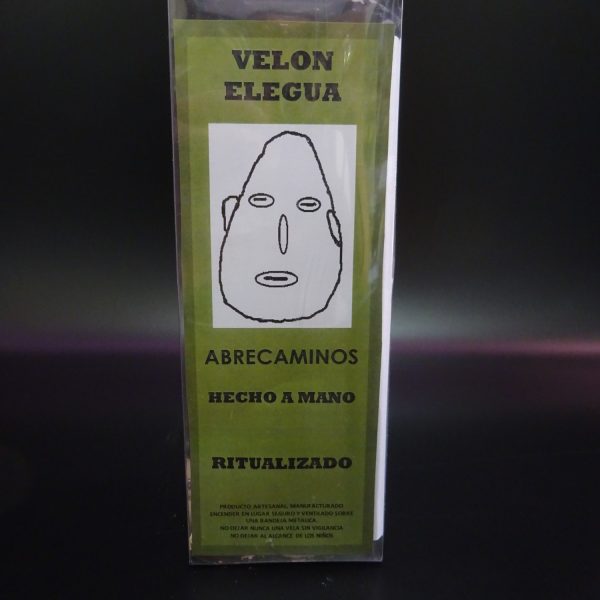 VELON
ELEGUA
ABRECAMINOS
HECHO A MANO
RITUALIZADO
PRODUCTO ARTESANAL MANUFACTURADO
ENCENDER EN LUGAR SEGURO Y VENTILADO SOBRE
UNA BANDEJA METALICA.
NO DEJAR NUNCA UNA VELA SIN VIGILANCIA
NO DEJAR AL ALCANCE DE LOS NIÑOS